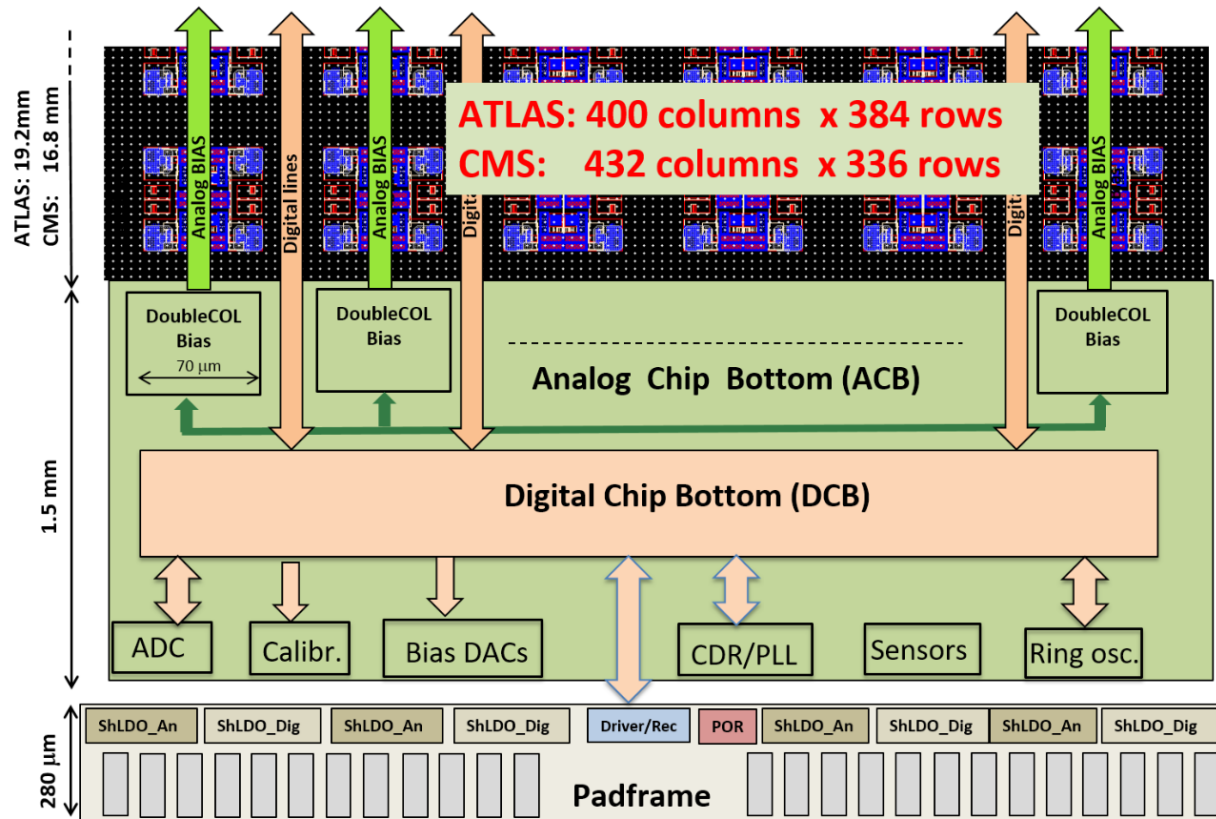 ATLAS: 19.2mm
CMS: 16.8 mm
Analog BIAS
Digital lines
Analog BIAS
Digital
Digital
Analog BIAS
ATLAS: 400 columns x 384 rows
CMS: 432 columns x 336 rows
DoubleCOL
Bias
70 μm
DoubleCOL
Bias
DoubleCOL
Bias
Analog Chip Bottom (ACB)
1.5 mm
Digital Chip Bottom (DCB)
ADC
Calibr.
Bias DACs
CDR/PLL
Sensors
Ring osc.
280 μm
ShLDO_An
ShLDO_Dig
ShLDO_An
ShLDO_Dig
Driver/Rec
POR
ShLDO_An
ShLDO_Dig
ShLDO_An
ShLDO_Dig
Padframe